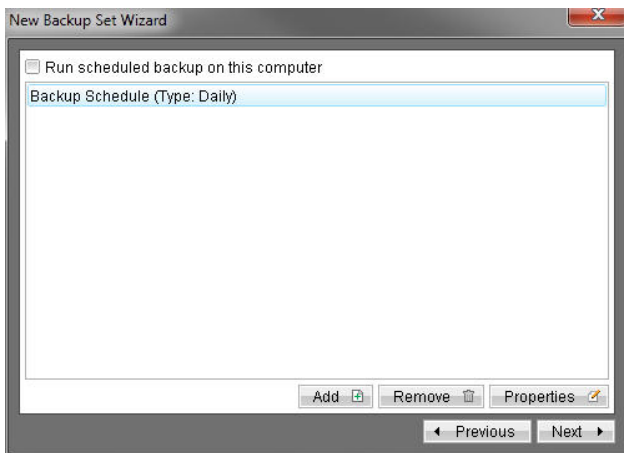 New Backup Set Wizard
Run scheduled backup on this computer
Backup Schedule (Type: Daily)
Add Remove Properties
Previous Next